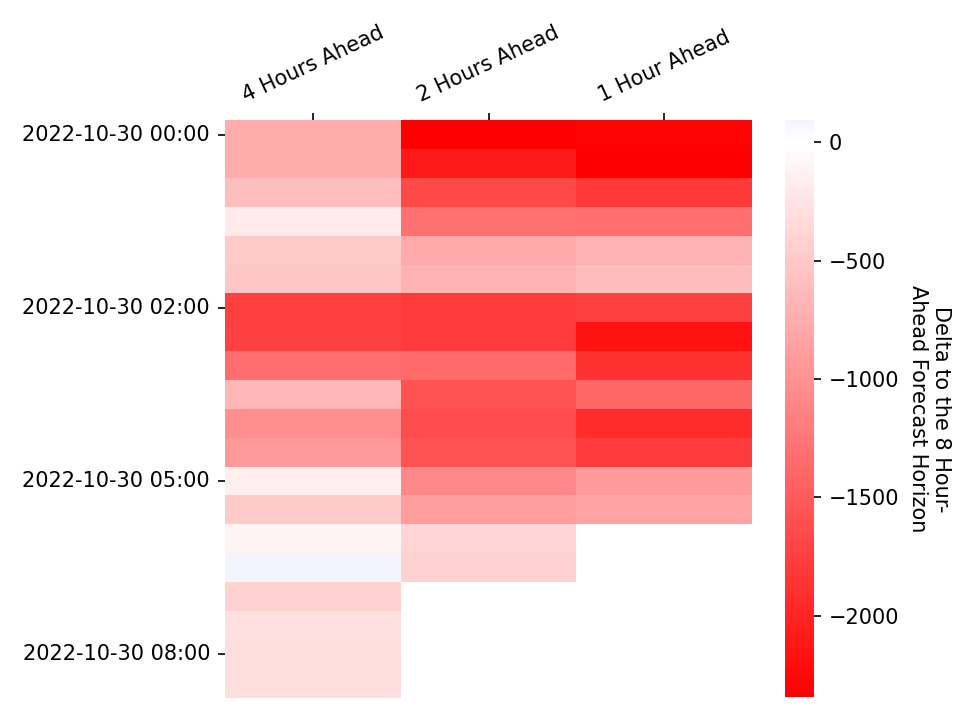 4 Hours Ahead
2 Hours Ahead
1 Hour Ahead
2022-10-30 00:00
2022-10-30 02:00
2022-10-30 05:00
2022-10-30 08:00
0
−500
−1000
−1500
−2000
Delta to the 8 Hour-
Ahead Forecast Horizon